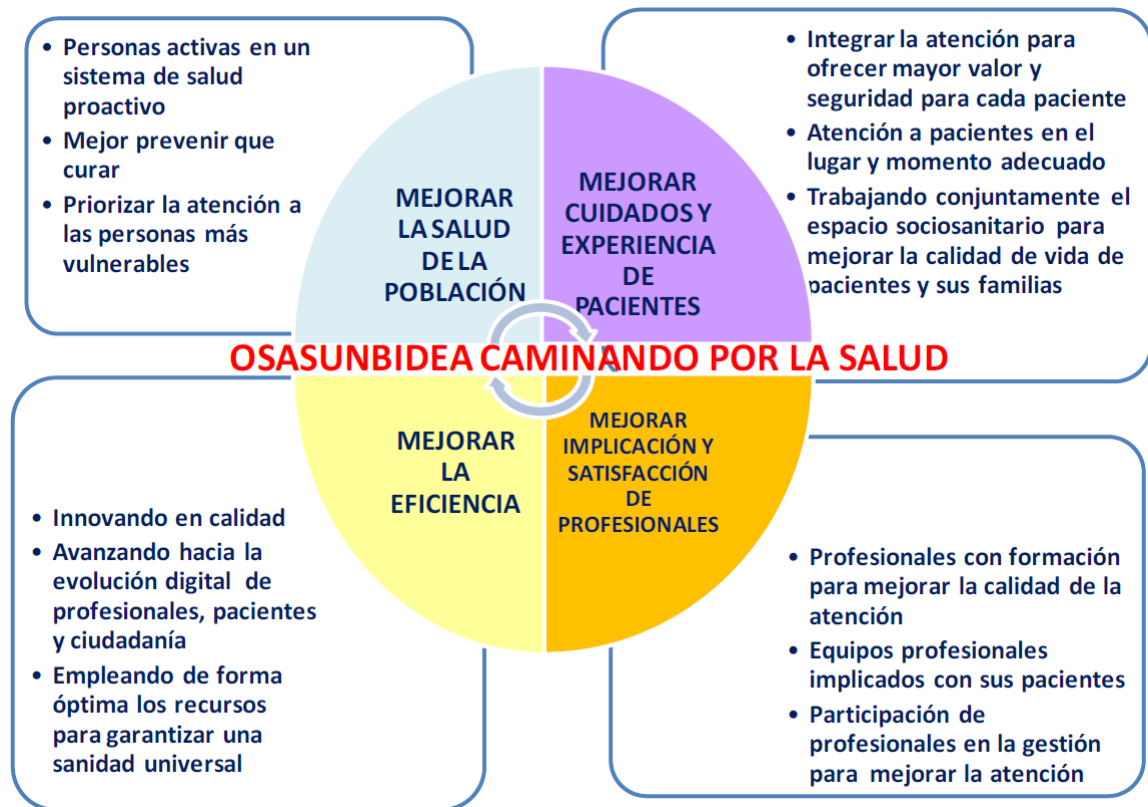 • Personas activas en un
sistema de salud
proactivo
• Mejor prevenir que
curar
• Priorizar la atención a
las personas más
vulnerables
MEJORAR
LA SALUD
DE LA
POBLACIÓN
MEJORAR
CUIDADOS Y
EXPERIENCIA
DE
PACIENTES
• Integrar la atención para
ofrecer mayor valor y
seguridad para cada paciente
• Atención a pacientes en el
lugar y momento adecuado
• Trabajando conjuntamente el
espacio sociosanitario para
mejorar la calidad de vida de
pacientes y sus familias
OSASUNBIDEA CAMINANDO POR LA SALUD
MEJORAR
LA
EFICIENCIA
MEJORAR
IMPLICACIÓN Y
SATISFACCIÓN
DE
PROFESIONALES
• Innovando en calidad
• Avanzando hacia la
evolución digital de
profesionales, pacientes
y ciudadanía
• Empleando de forma
óptima los recursos
para garantizar una
sanidad universal
• Profesionales con formación
para mejorar la calidad de la
atención
• Equipos profesionales
implicados con sus pacientes
• Participación de
profesionales en la gestión
para mejorar la atención